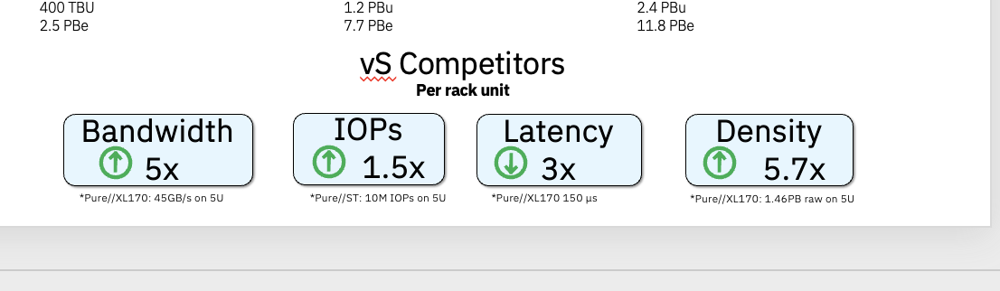 400 TBU 1.2 PBu 2.4 PBu
2.5 PBe 7.7 PBe 11.8 PBe
vS Competitors
Per rack unit
Bandwidth IOPs Latency Density
5x 1.5x 3x 5.7x
*Pure//XL170: 45GB/s on 5U *Pure//ST: 10M IOPs on 5U *Pure//XL170 150 µs *Pure//XL170: 1.46PB raw on 5U